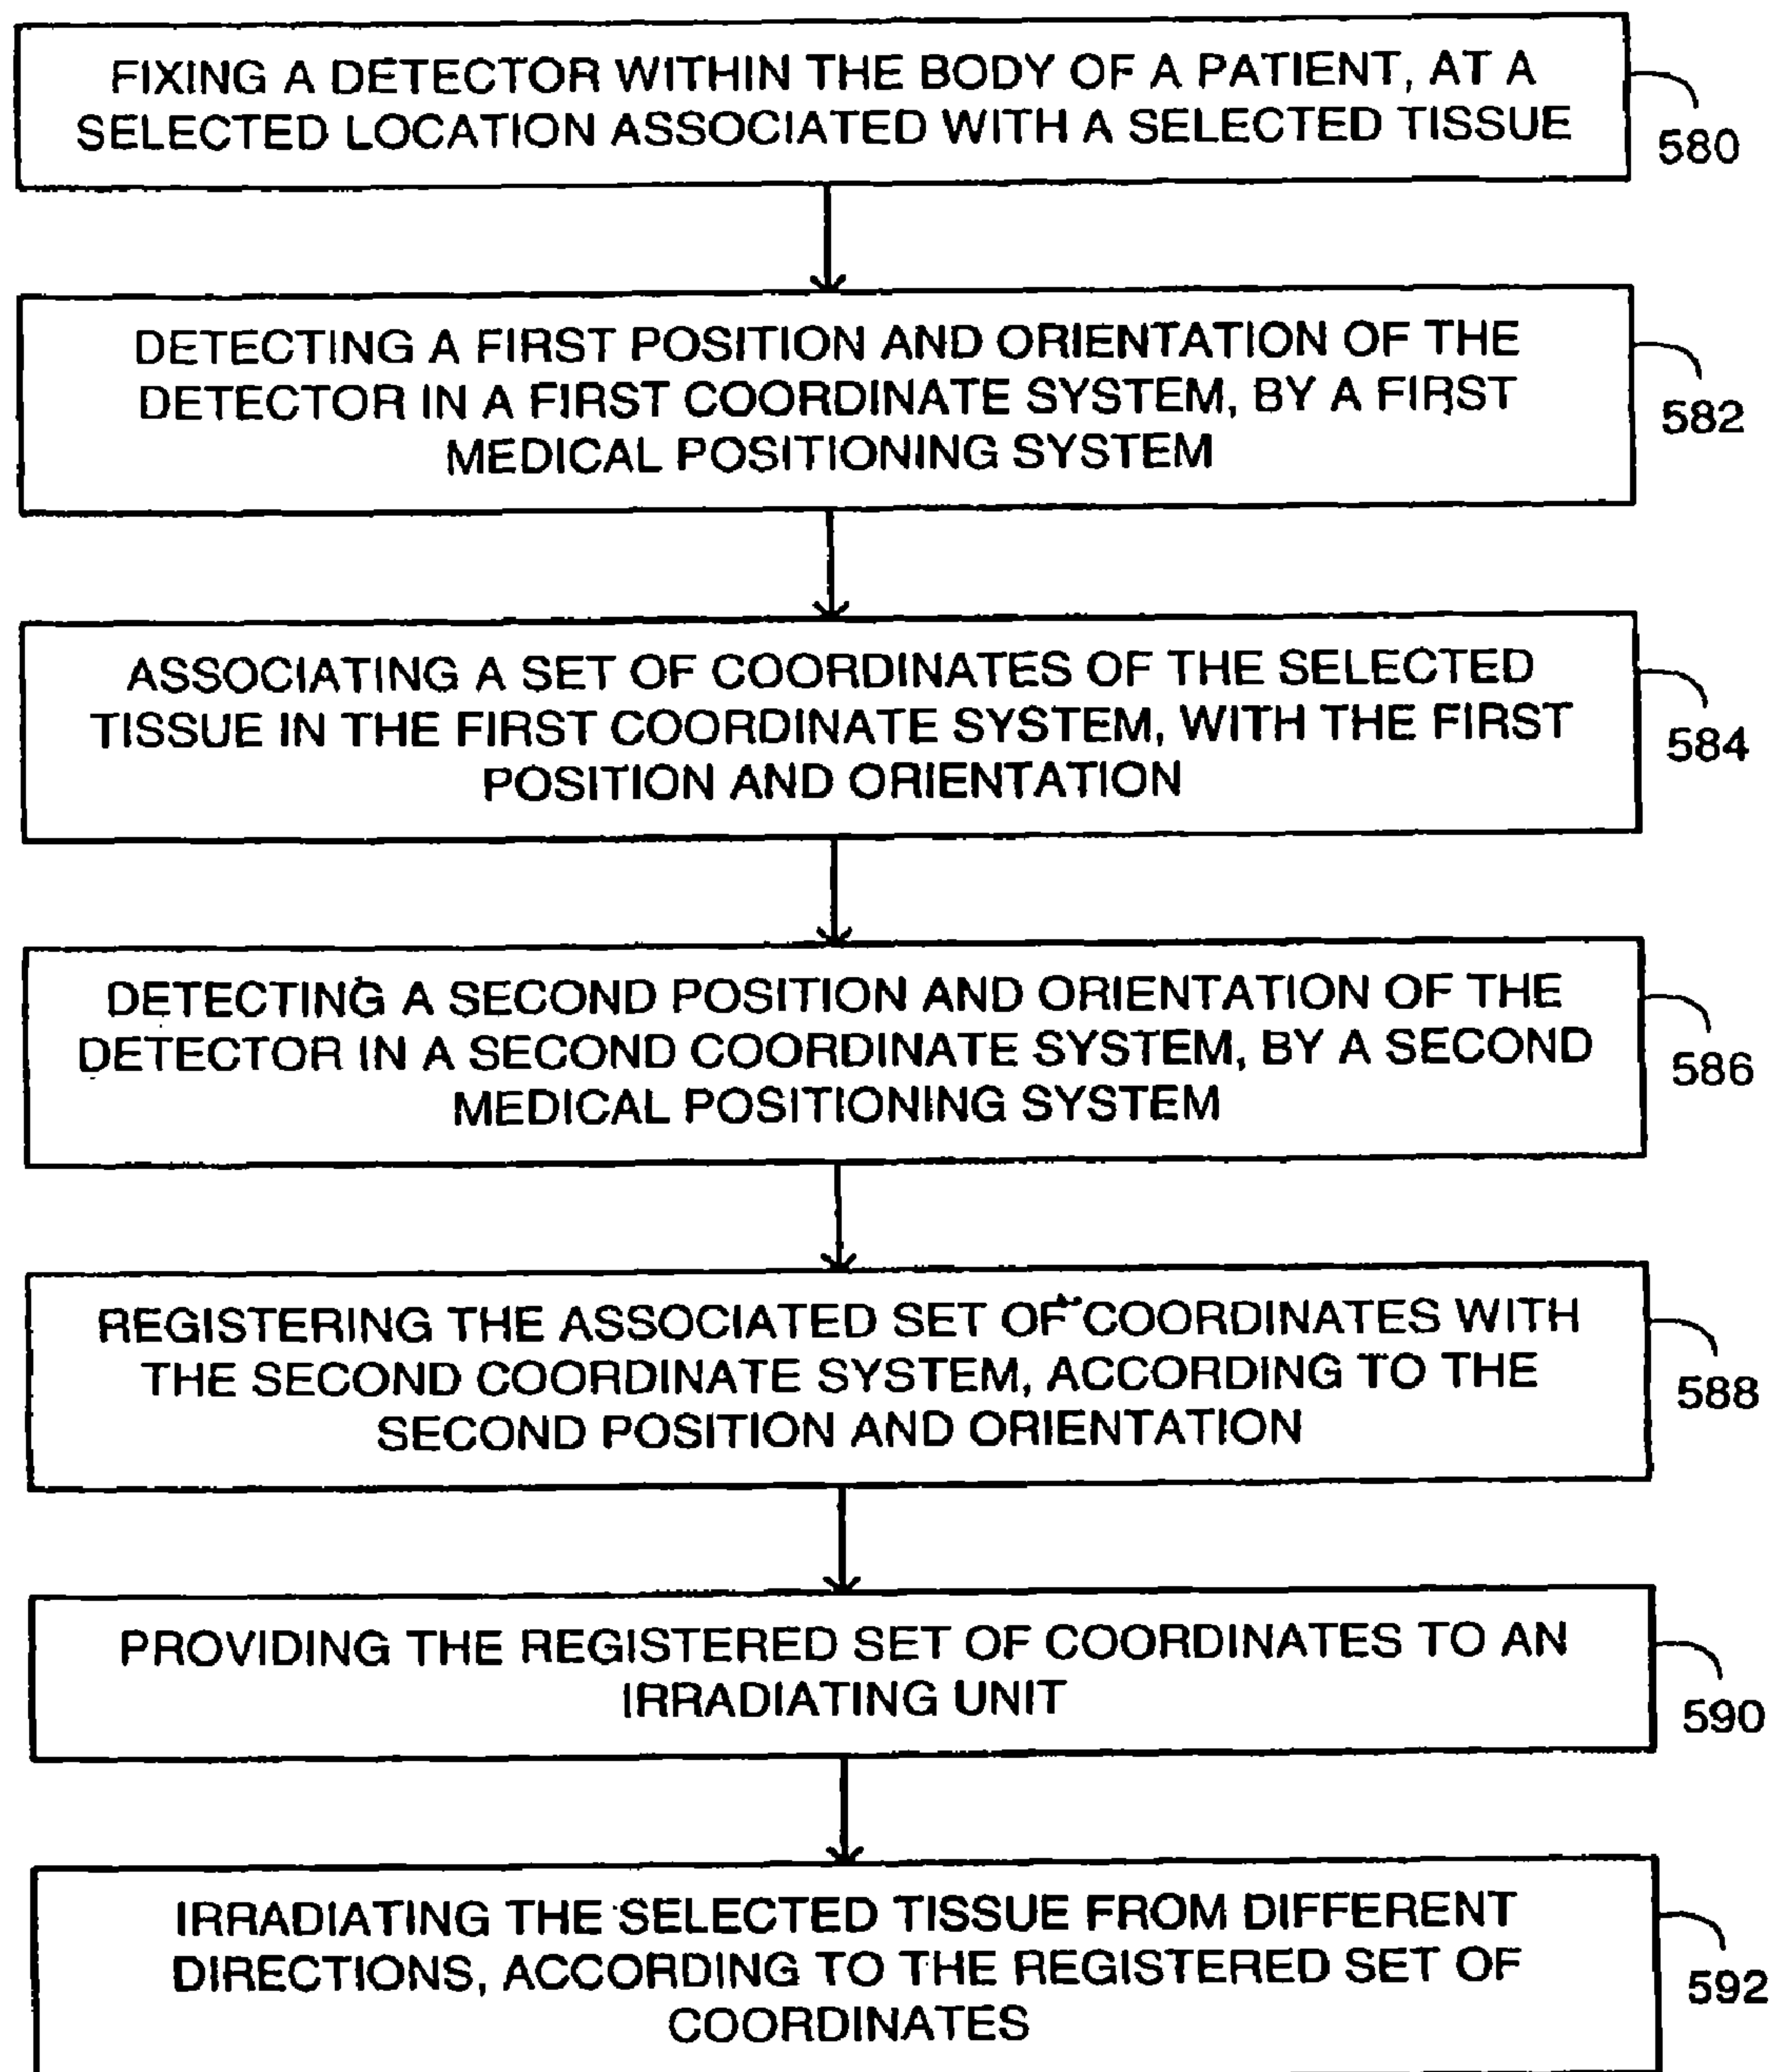 FIXING A DETECTOR WITHIN THE BODY OF A PATIENT, AT A
SELECTED LOCATION ASSOCIATED WITH A SELECTED TISSUE
580
DETECTING A FIRST POSITION AND ORIENTATION OF THE
DETECTOR IN A FIRST COORDINATE SYSTEM, BY A FIRST
MEDICAL POSITIONING SYSTEM
582
ASSOCIATING A SET OF COORDINATES OF THE SELECTED
TISSUE IN THE FIRST COORDINATE SYSTEM, WITH THE FIRST
POSITION AND ORIENTATION
584
DETECTING A SECOND POSITION AND ORIENTATION OF THE
DETECTOR IN A SECOND COORDINATE SYSTEM, BY A SECOND
MEDICAL POSITIONING SYSTEM
586
REGISTERING THE ASSOCIATED SET OF COORDINATES WITH
THE SECOND COORDINATE SYSTEM, ACCORDING TO THE
SECOND POSITION AND ORIENTATION
588
PROVIDING THE REGISTERED SET OF COORDINATES TO AN
IRRADIATING UNIT
590
IRRADIATING THE SELECTED TISSUE FROM DIFFERENT
DIRECTIONS, ACCORDING TO THE REGISTERED SET OF
COORDINATES
592